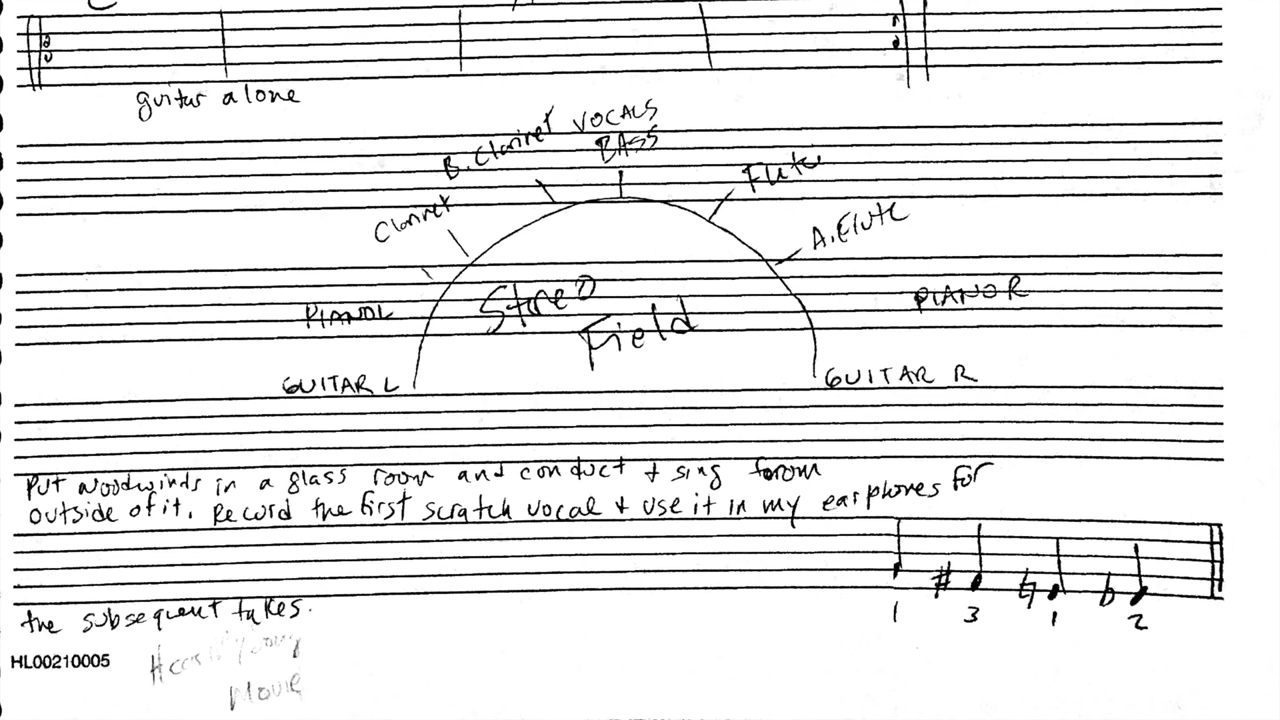 guitar alone
VOCALS
B. Clarinet
BASS
Flute
Clarinet
A. Flute
Stereo
PIANO L
PIANO R
Field
GUITAR L
GUITAR R
Put woodwinds in a glass room and conduct + sing from
outside of it. Record the first scratch vocal + use it in my earphones for
1 3 1 2
the subsequent takes.
HL00210005
Movie